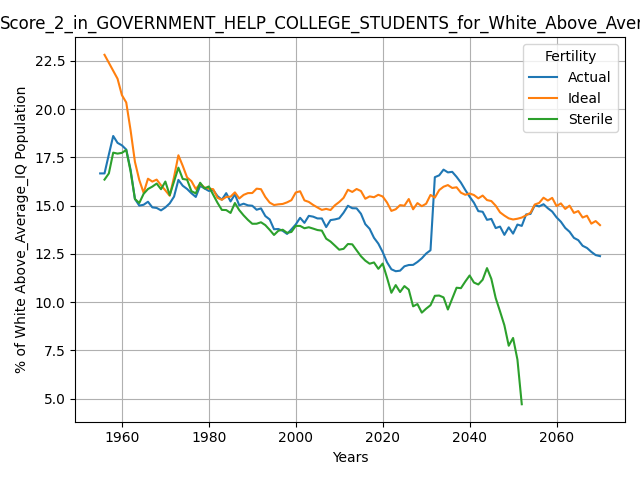 Score_2_in_GOVERNMENT_HELP_COLLEGE_STUDENTS_for_White_Above_Aver
% of White Above_Average_IQ Population
22.5
20.0
17.5
15.0
12.5
10.0
7.5
5.0
Fertility
Actual
Ideal
Sterile
1960
1980
2000
2020
2040
2060
Years